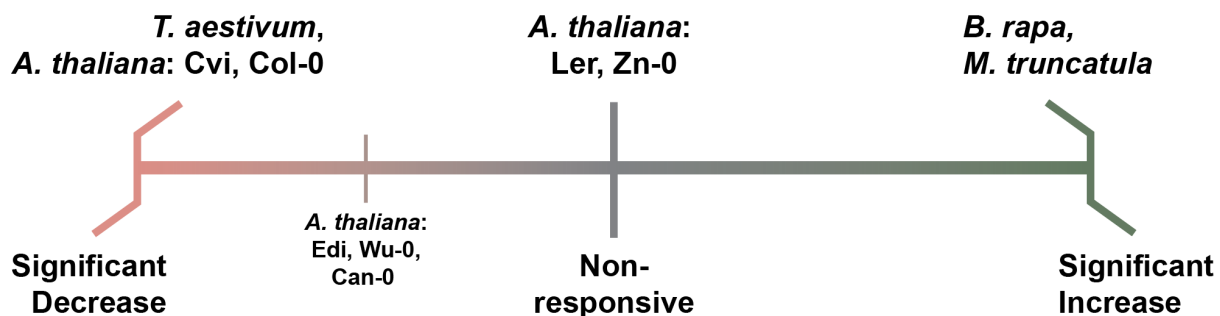 T. aestivum,
A. thaliana: Cvi, Col-0
A. thaliana:
Ler, Zn-0
B. rapa,
M. truncatula
A. thaliana:
Edi, Wu-0,
Can-0
Significant
Decrease
Non-
responsive
Significant
Increase